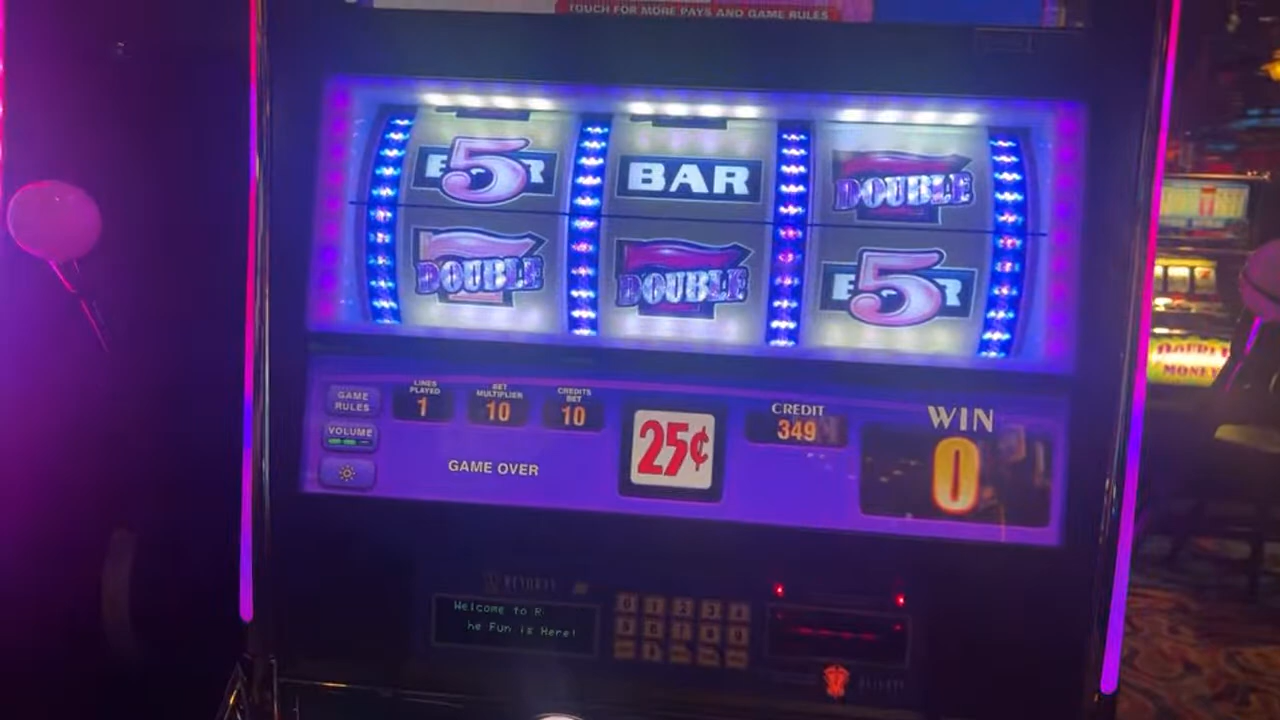 TOUCH FOR MORE PAYS AND GAME RULES
5 BAR DOUBLE
DOUBLE DOUBLE 5
GAME RULES
VOLUME
LINES PLAYED
1
BET MULTIPLIER
10
CREDITS BET
10
GAME OVER
25¢
CREDIT
349
WIN
0
Welcome to R
he Fun is Here!
DOUBLE
MONEY